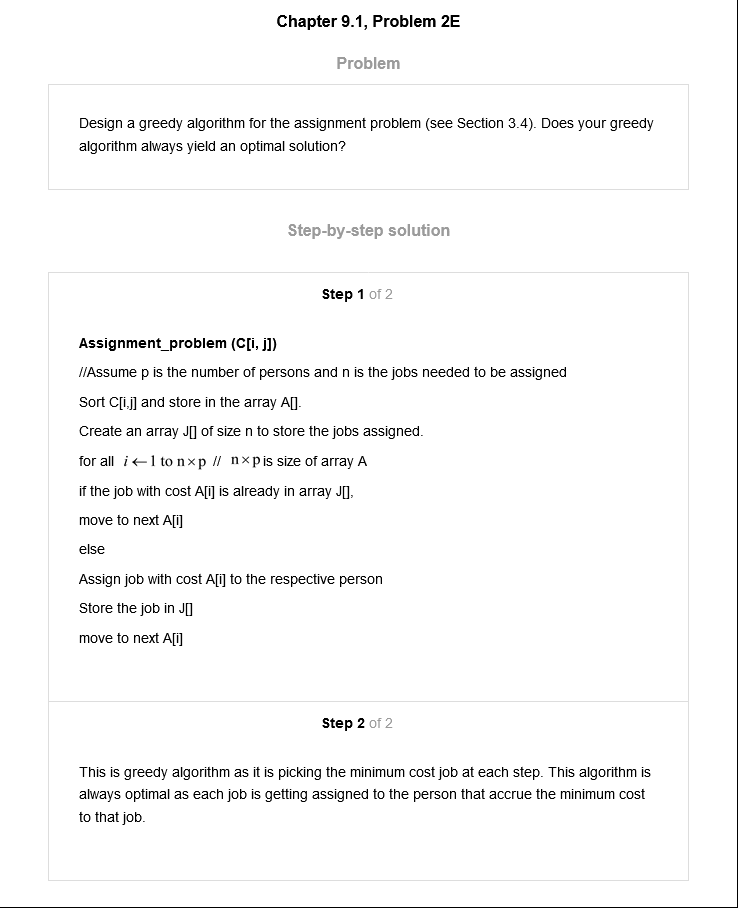 Chapter 9.1, Problem 2E
Problem
Design a greedy algorithm for the assignment problem (see Section 3.4). Does your greedy
algorithm always yield an optimal solution?
Step-by-step solution
Step 1 of 2
Assignment_problem (C[i, j])
//Assume p is the number of persons and n is the jobs needed to be assigned
Sort C[i,j] and store in the array A[].
Create an array J[] of size n to store the jobs assigned.
for all i ← 1 to n × p // n × p is size of array A
if the job with cost A[i] is already in array J[],
move to next A[i]
else
Assign job with cost A[i] to the respective person
Store the job in J[]
move to next A[i]
Step 2 of 2
This is greedy algorithm as it is picking the minimum cost job at each step. This algorithm is
always optimal as each job is getting assigned to the person that accrue the minimum cost
to that job.